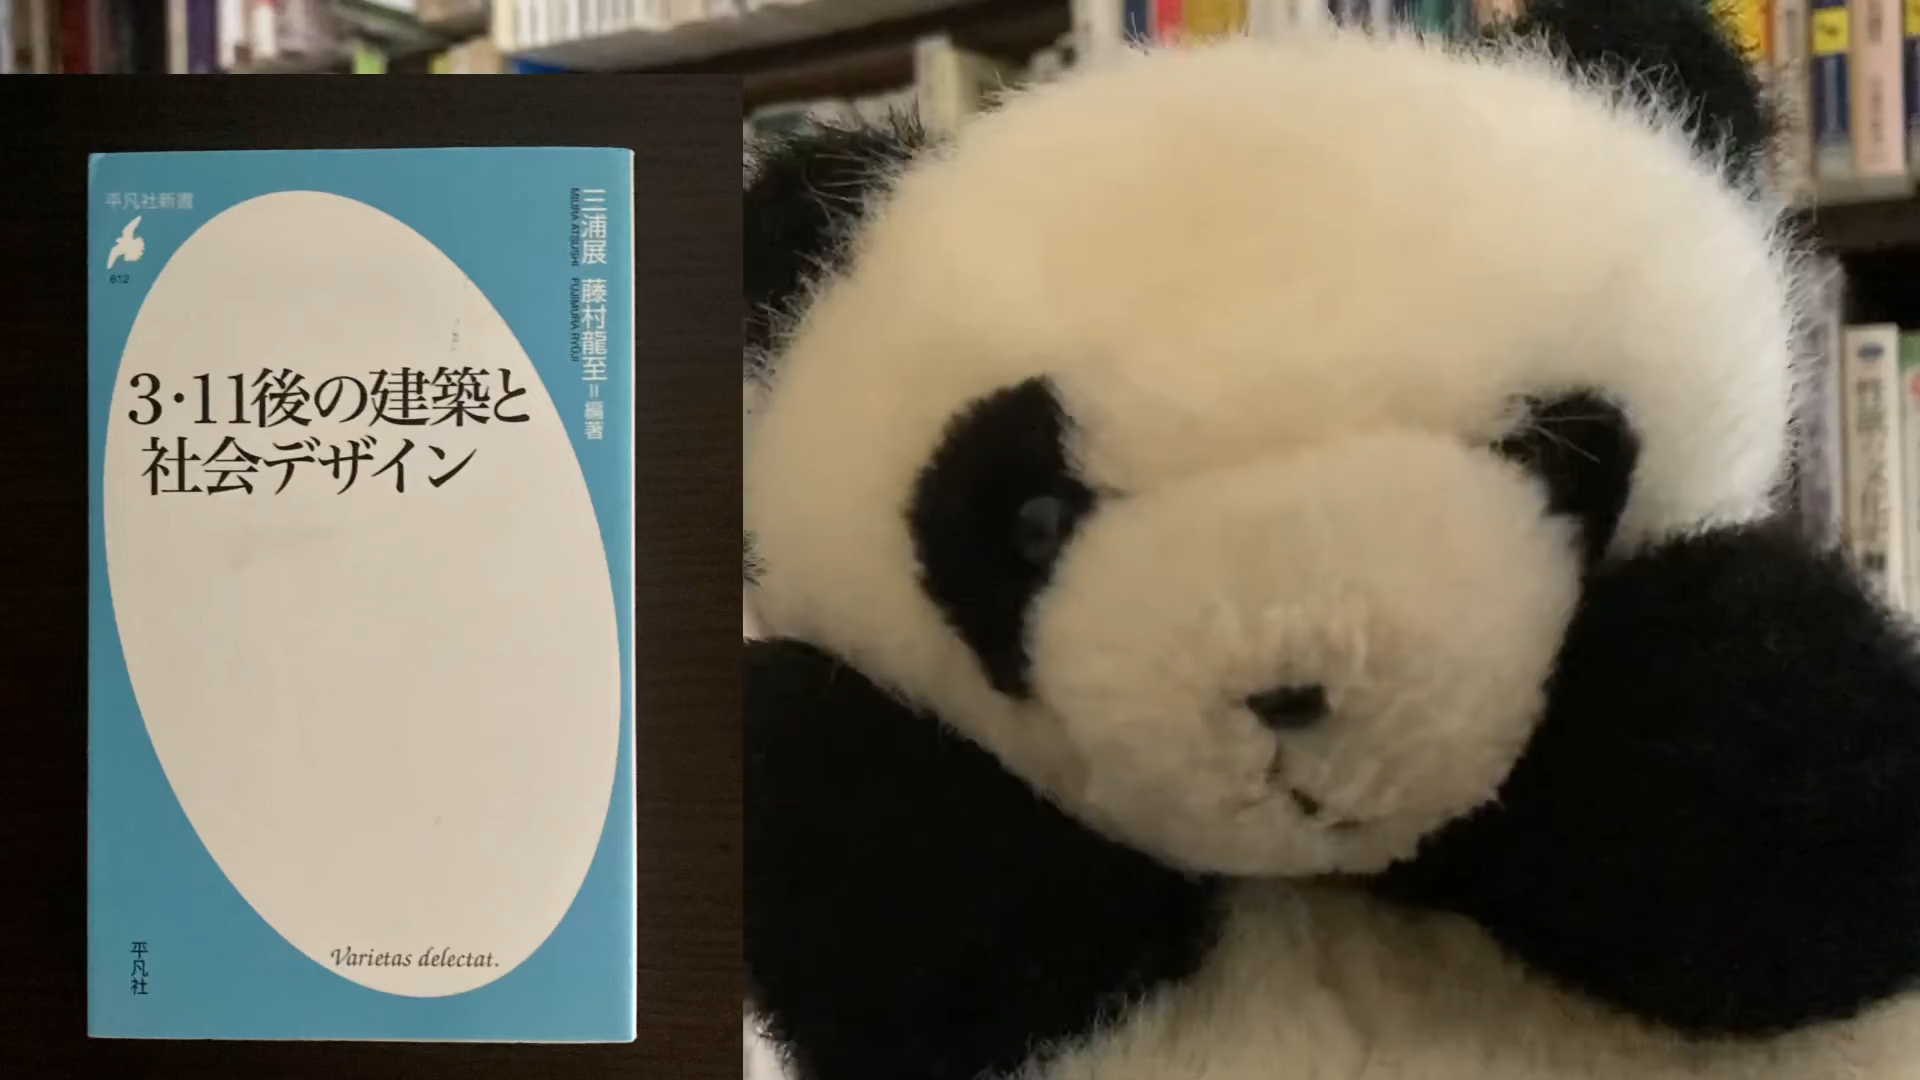 平凡社新書
612
三浦展 藤村龍至=編著
MIURA ATSUSHI FUJIMURA RYUJI
3・11後の建築と
社会デザイン
Varietas delectat.
平凡社